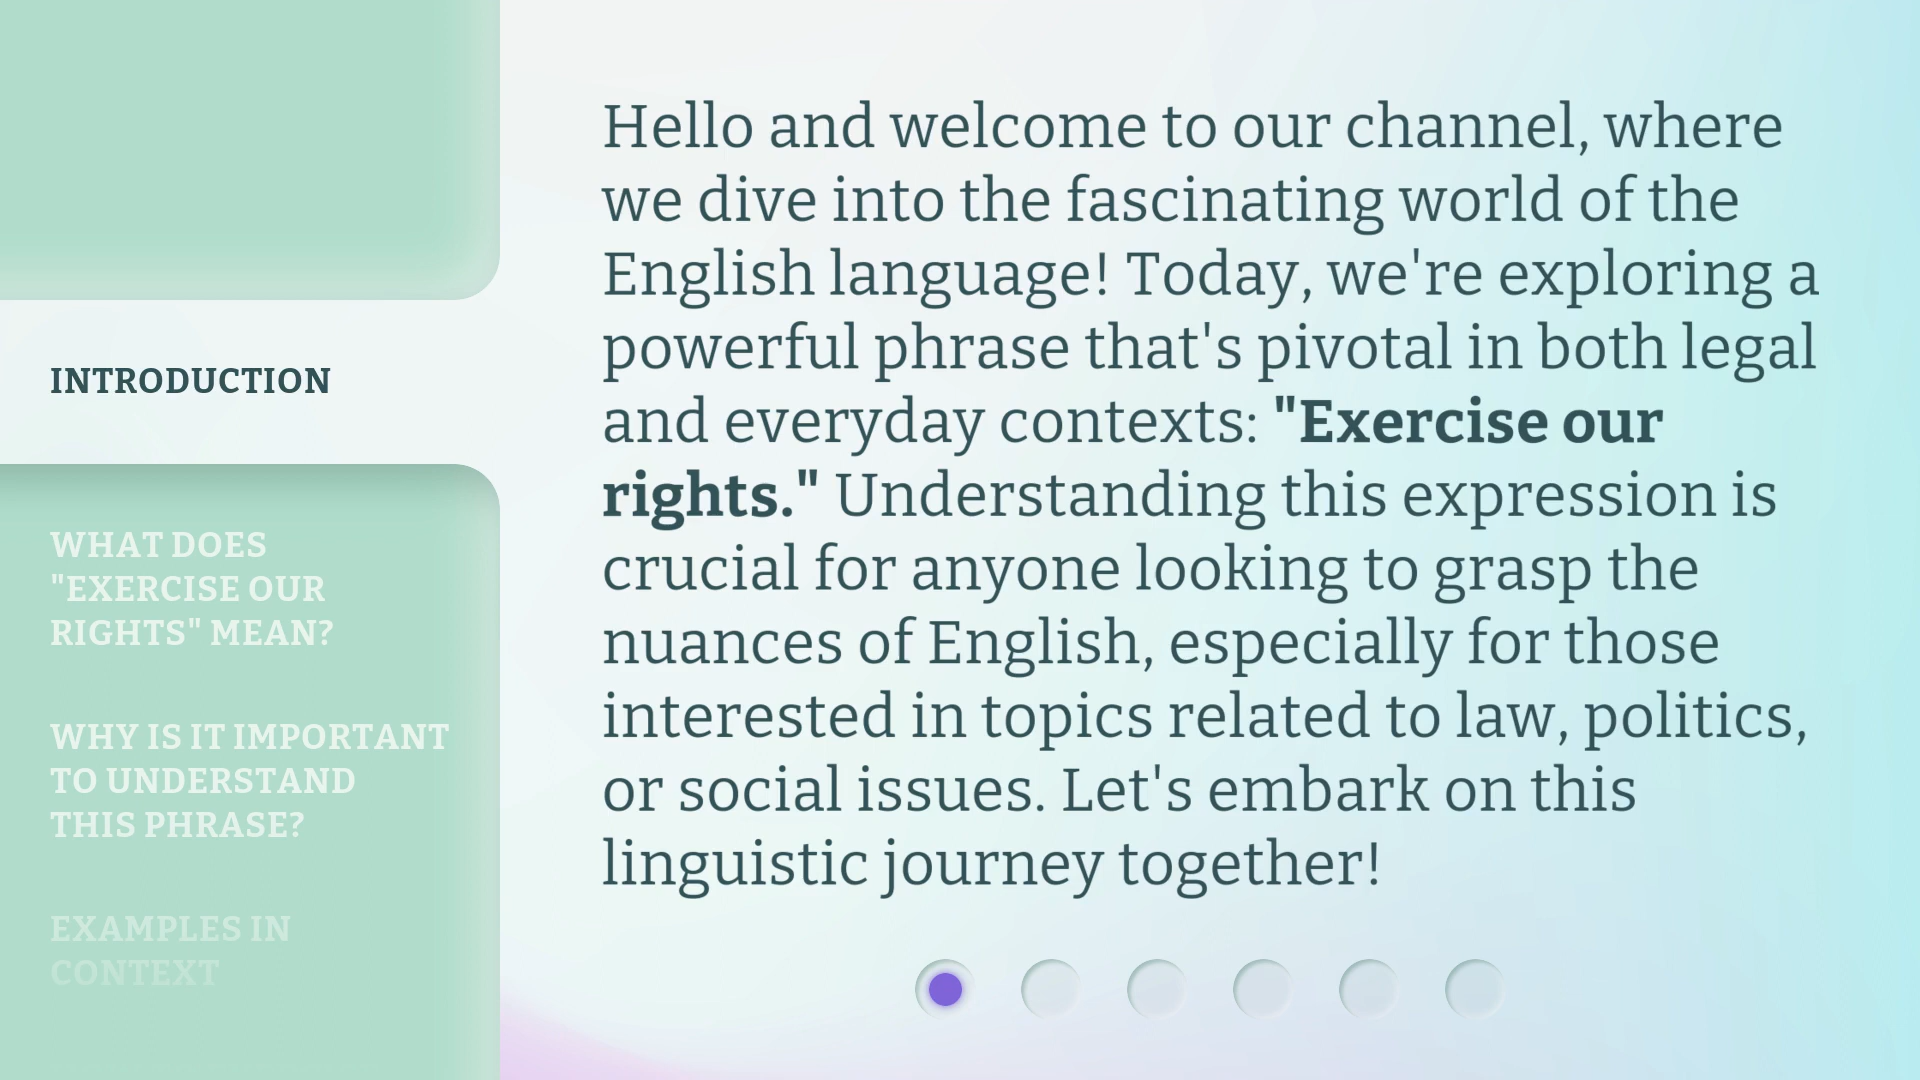 INTRODUCTION
WHAT DOES
"EXERCISE OUR
RIGHTS" MEAN?
WHY IS IT IMPORTANT
TO UNDERSTAND
THIS PHRASE?
EXAMPLES IN
CONTEXT
Hello and welcome to our channel, where
we dive into the fascinating world of the
English language! Today, we're exploring a
powerful phrase that's pivotal in both legal
and everyday contexts: "Exercise our
rights." Understanding this expression is
crucial for anyone looking to grasp the
nuances of English, especially for those
interested in topics related to law, politics,
or social issues. Let's embark on this
linguistic journey together!